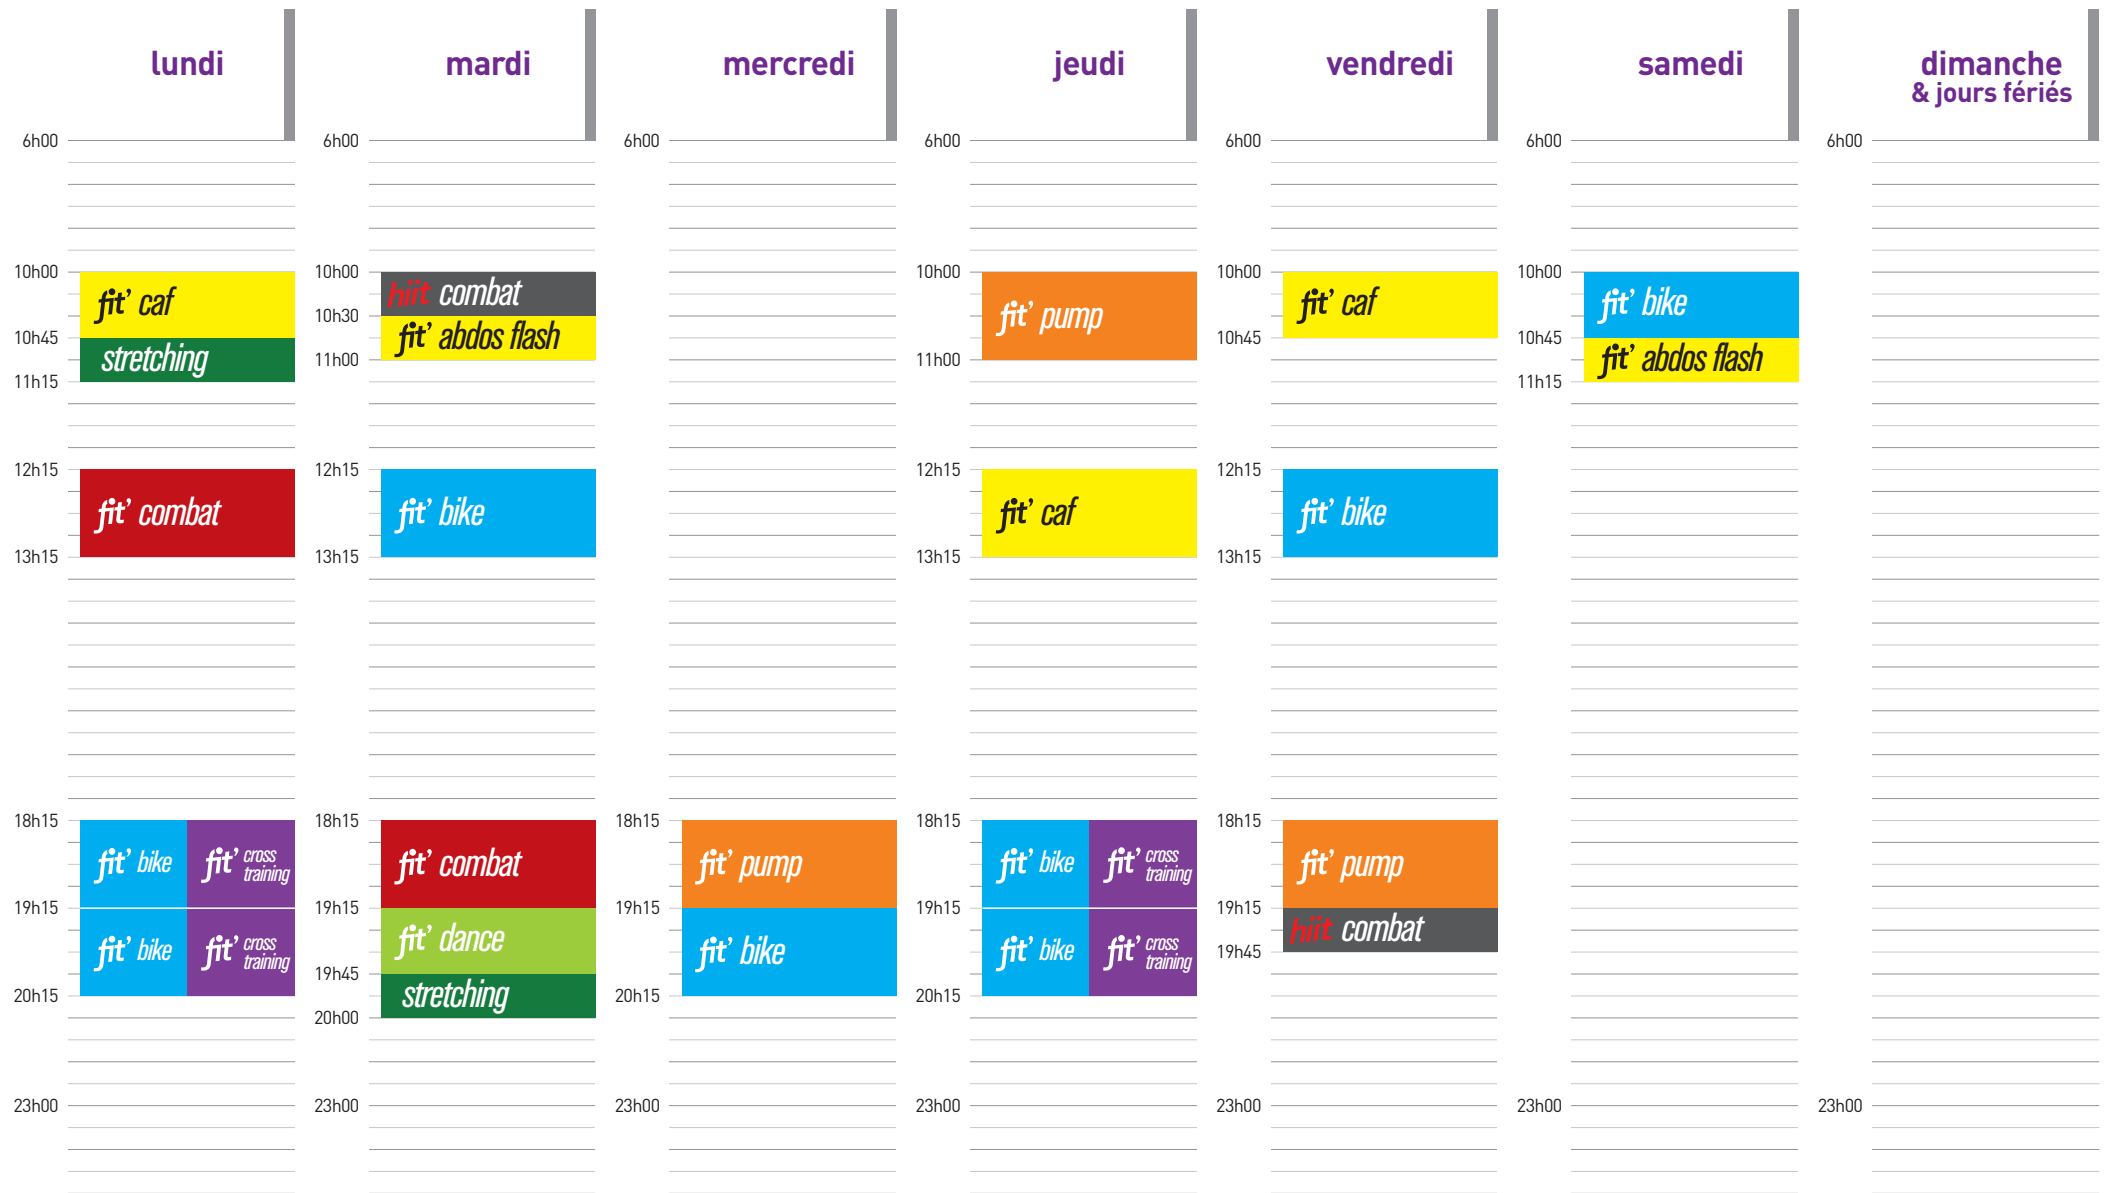 lundi
6h00
10h00
fit' caf
10h45
stretching
11h15
12h15
fit' combat
13h15
18h15
fit' bike
fit' cross training
19h15
fit' bike
fit' cross training
20h15
23h00
mardi
6h00
10h00
hiit combat
10h30
fit' abdos flash
11h00
12h15
fit' bike
13h15
18h15
fit' combat
19h15
fit' dance
19h45
stretching
20h00
23h00
mercredi
6h00
18h15
fit' pump
19h15
fit' bike
20h15
23h00
jeudi
6h00
10h00
fit' pump
11h00
12h15
fit' caf
13h15
18h15
fit' bike
fit' cross training
19h15
fit' bike
fit' cross training
20h15
23h00
vendredi
6h00
10h00
fit' caf
10h45
12h15
fit' bike
13h15
18h15
fit' pump
19h15
hiit combat
19h45
23h00
samedi
6h00
10h00
fit' bike
10h45
fit' abdos flash
11h15
23h00
dimanche
& jours fériés
6h00
23h00